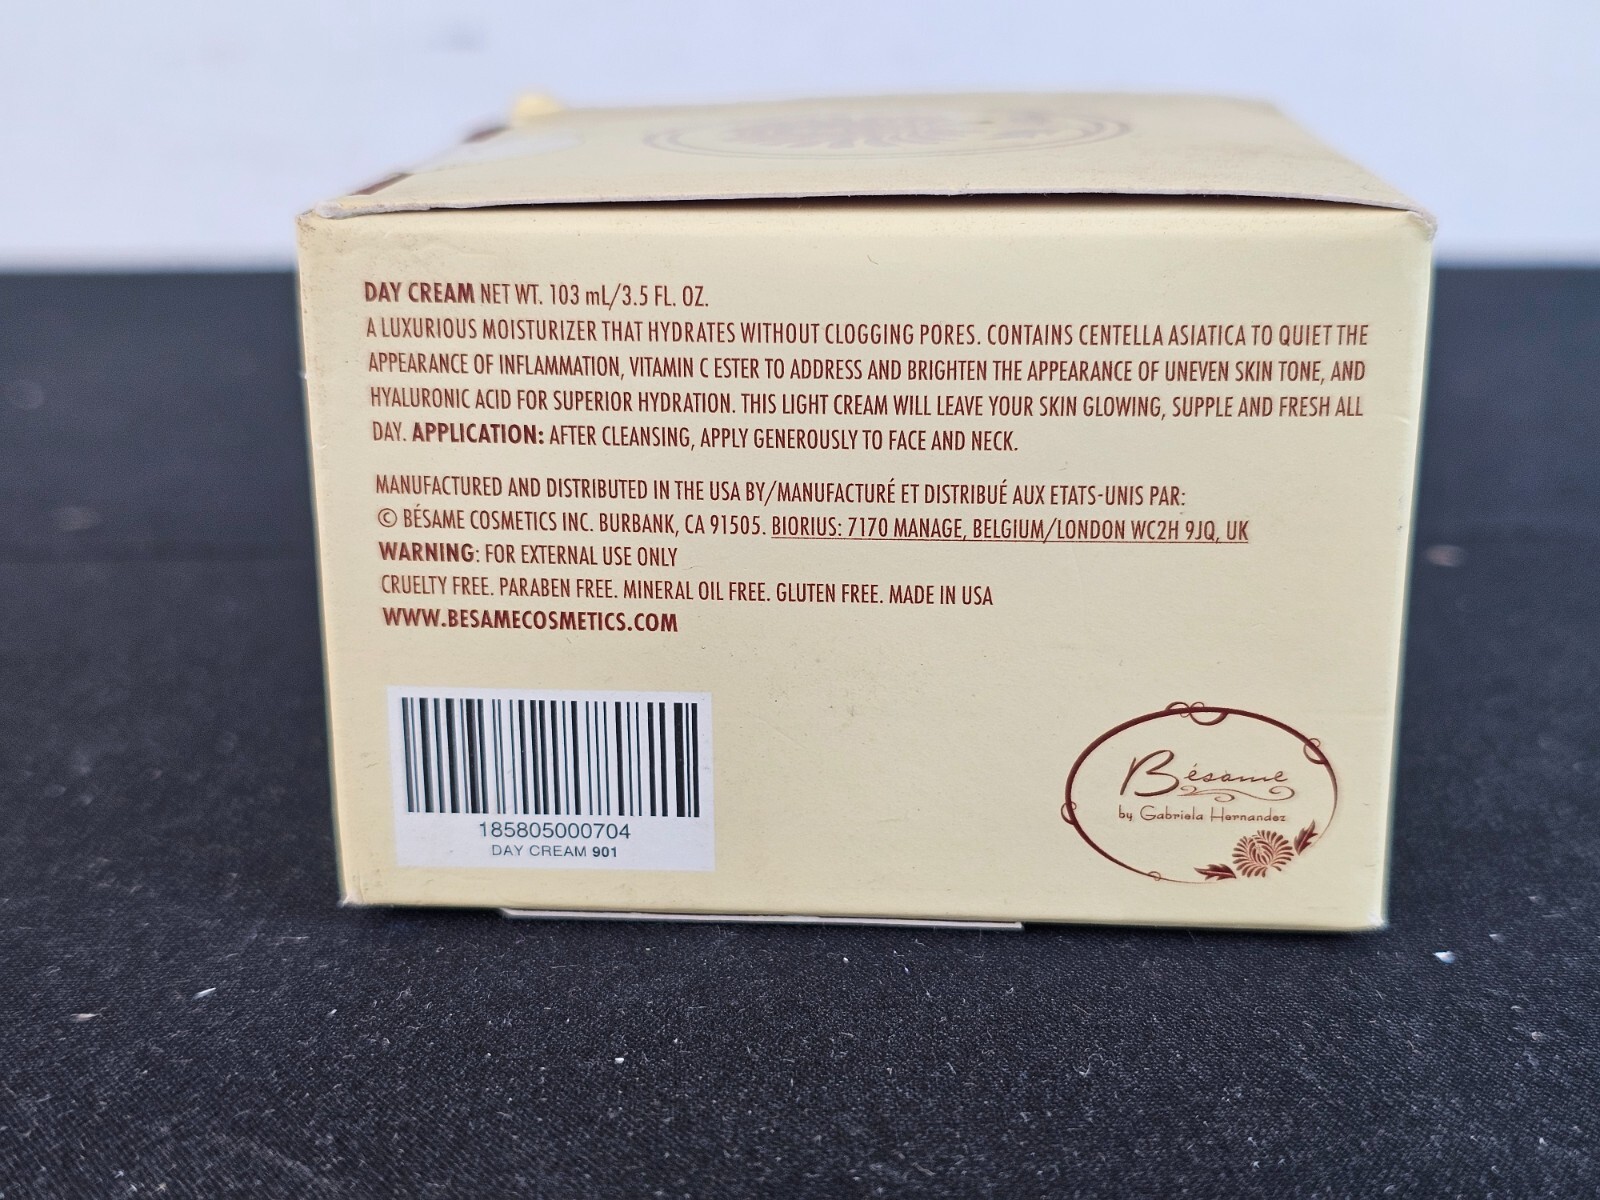 DAY CREAM NET WT. 103 mL/3.5 FL. OZ.
A LUXURIOUS MOISTURIZER THAT HYDRATES WITHOUT CLOGGING PORES. CONTAINS CENTELLA ASIATICA TO QUIET THE
APPEARANCE OF INFLAMMATION, VITAMIN C ESTER TO ADDRESS AND BRIGHTEN THE APPEARANCE OF UNEVEN SKIN TONE, AND
HYALURONIC ACID FOR SUPERIOR HYDRATION. THIS LIGHT CREAM WILL LEAVE YOUR SKIN GLOWING, SUPPLE AND FRESH ALL
DAY. APPLICATION: AFTER CLEANSING, APPLY GENEROUSLY TO FACE AND NECK.
MANUFACTURED AND DISTRIBUTED IN THE USA BY/MANUFACTURÉ ET DISTRIBUÉ AUX ETATS-UNIS PAR:
© BÉSAME COSMETICS INC. BURBANK, CA 91505. BIORIUS: 7170 MANAGE, BELGIUM/LONDON WC2H 9JQ, UK
WARNING: FOR EXTERNAL USE ONLY
CRUELTY FREE. PARABEN FREE. MINERAL OIL FREE. GLUTEN FREE. MADE IN USA
WWW.BESAMECOSMETICS.COM
185805000704
DAY CREAM 901
Bésame
by Gabriela Hernandez